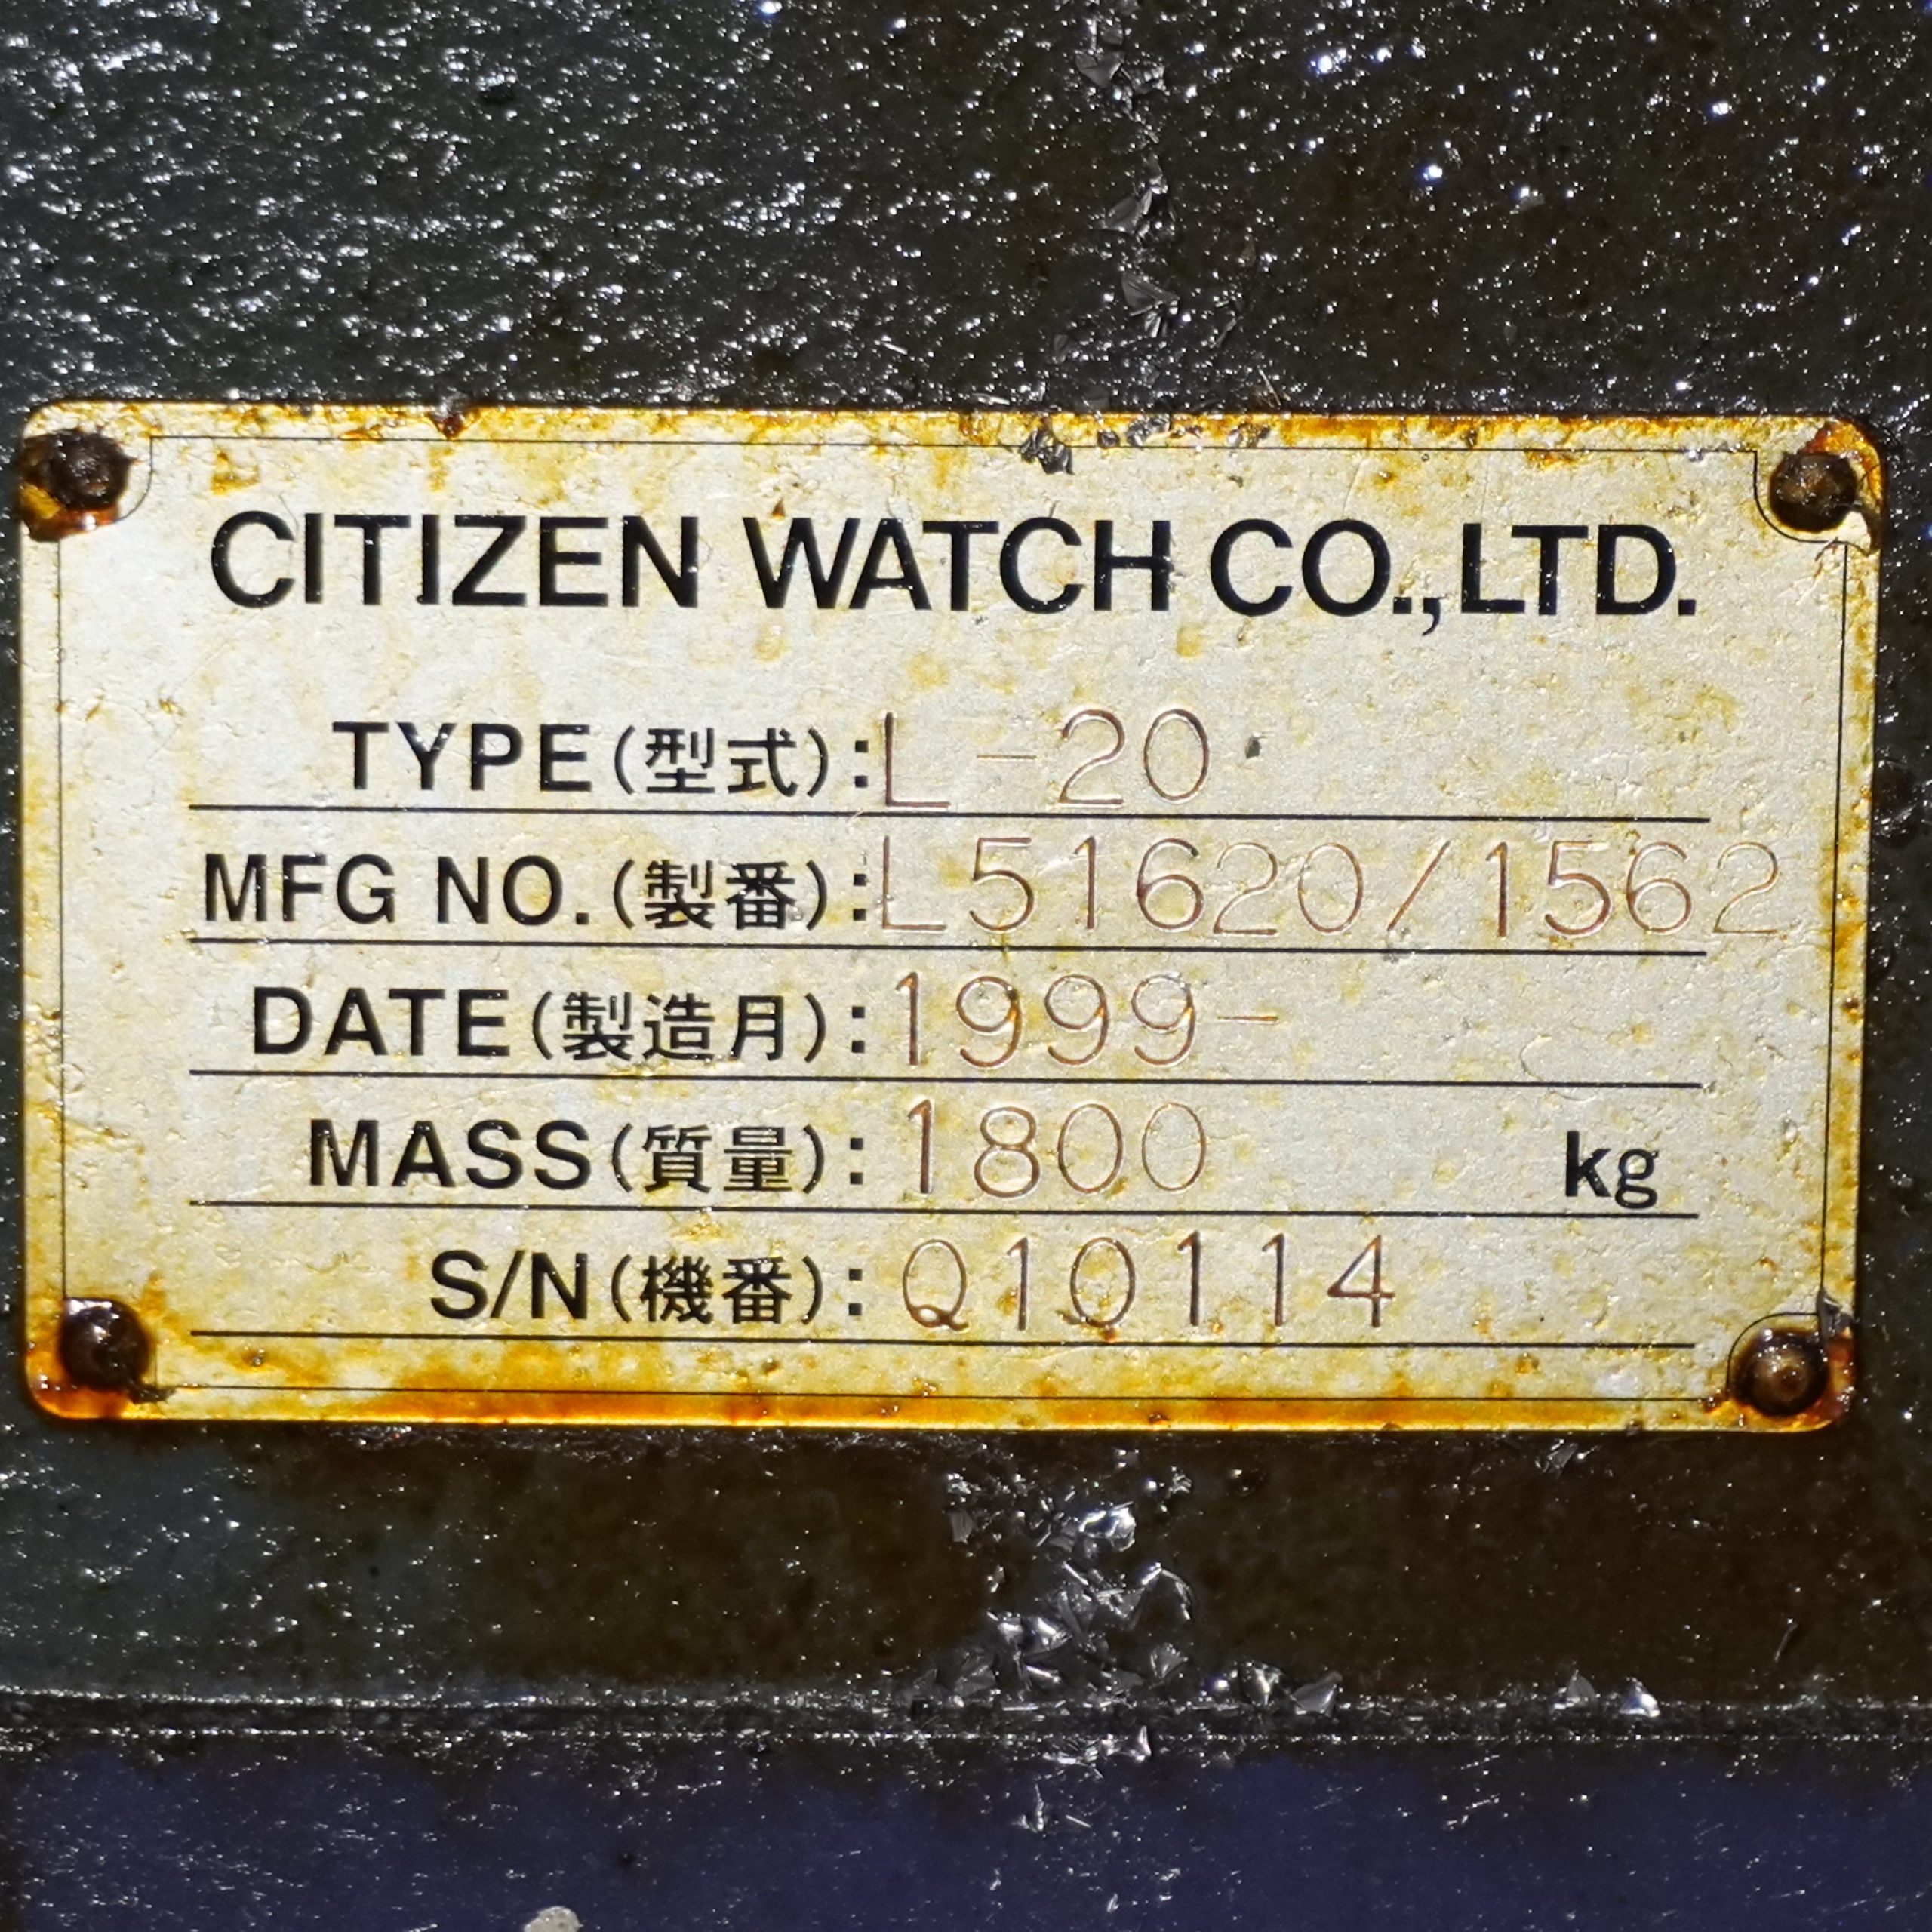 CITIZEN WATCH CO.,LTD.
TYPE(型式):L-20
MFG NO.(製番):L51620/1562
DATE(製造月):1999-
MASS(質量):1800 kg
S/N(機番):Q10114